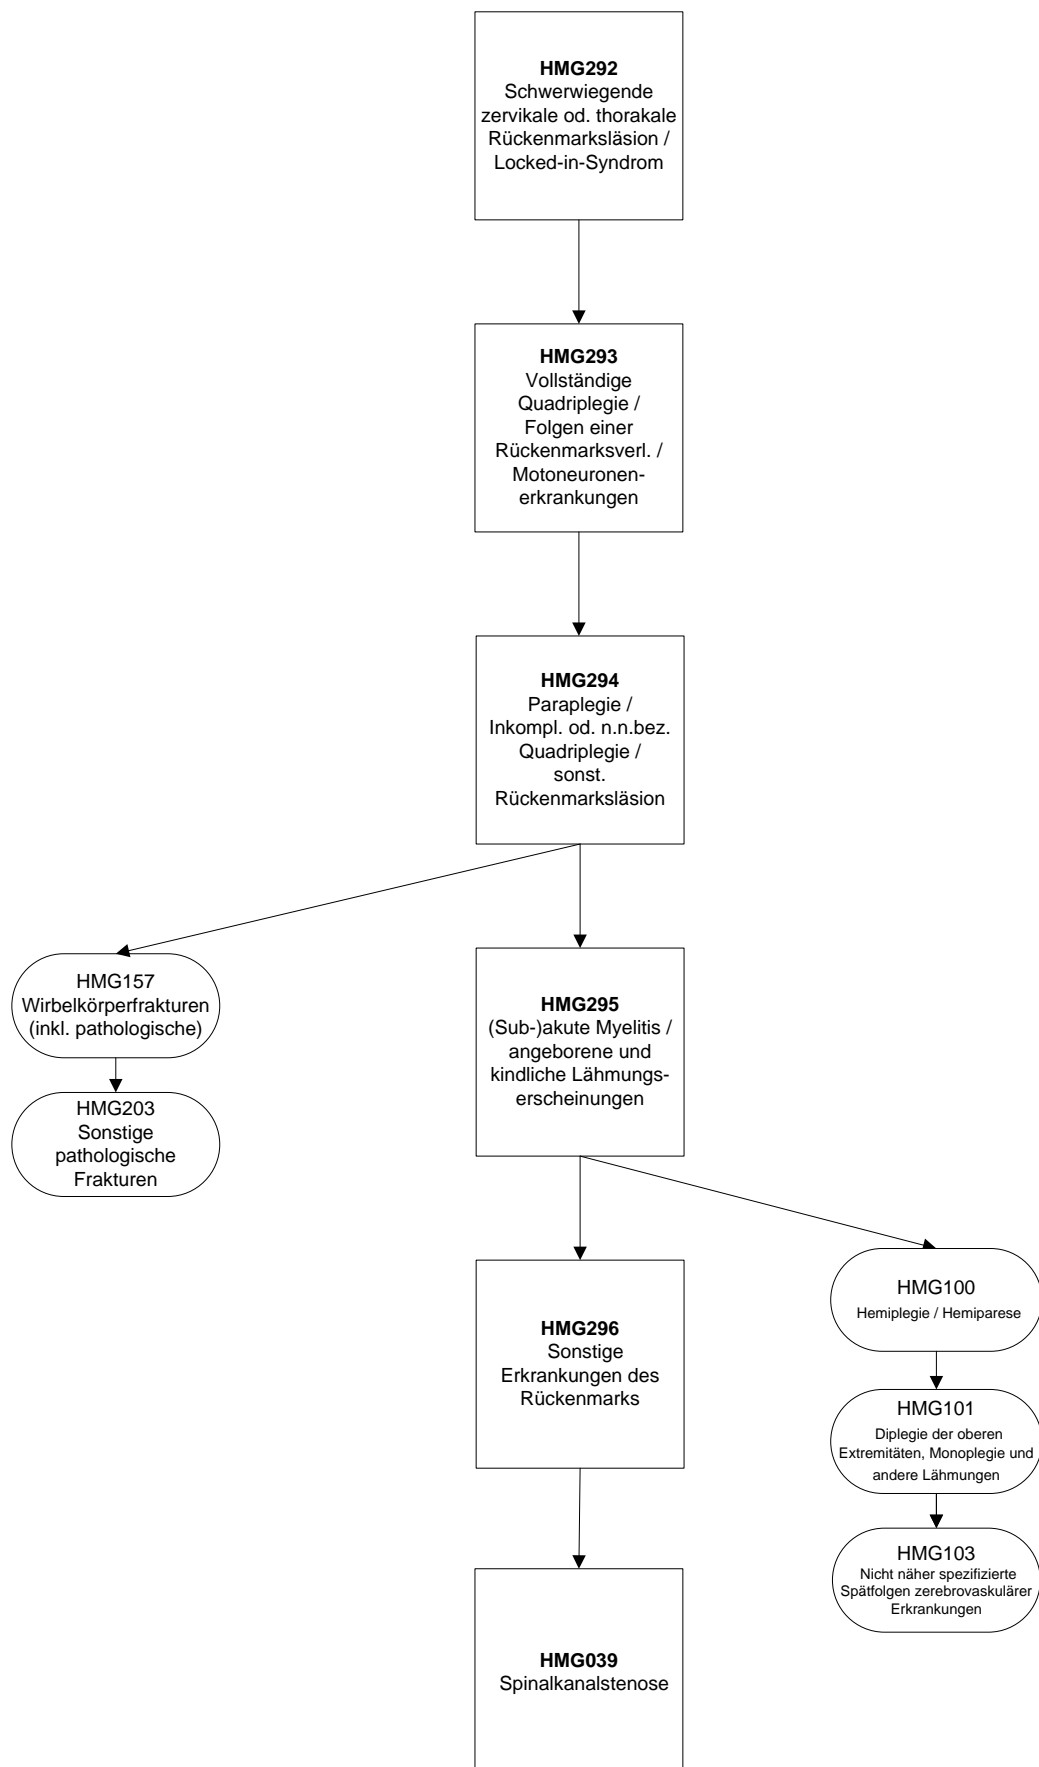 HMG292
Schwerwiegende
zervikale od. thorakale
Rückenmarksläsion /
Locked-in-Syndrom
HMG293
Vollständige
Quadriplegie /
Folgen einer
Rückenmarksverl. /
Motoneuronen-
erkrankungen
HMG294
Paraplegie /
Inkompl. od. n.n.bez.
Quadriplegie /
sonst.
Rückenmarksläsion
HMG157
Wirbelkörperfrakturen
(inkl. pathologische)
HMG203
Sonstige
pathologische
Frakturen
HMG295
(Sub-)akute Myelitis /
angeborene und
kindliche Lähmungs-
erscheinungen
HMG296
Sonstige
Erkrankungen des
Rückenmarks
HMG100
Hemiplegie / Hemiparese
HMG101
Diplegie der oberen
Extremitäten, Monoplegie und
andere Lähmungen
HMG103
Nicht näher spezifizierte
Spätfolgen zerebrovaskulärer
Erkrankungen
HMG039
Spinalkanalstenose